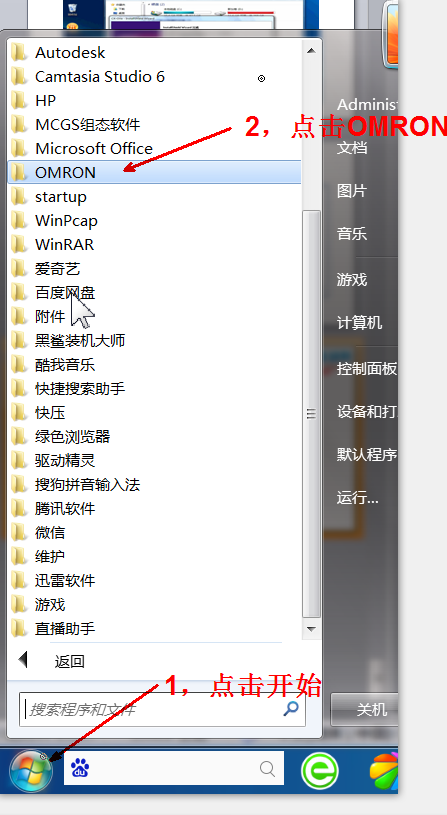 Autodesk
Camtasia Studio 6
HP
MCGS组态软件
Microsoft Office
OMRON
startup
WinPcap
WinRAR
爱奇艺
百度网盘
附件
黑鲨装机大师
酷我音乐
快捷搜索助手
快压
绿色浏览器
驱动精灵
搜狗拼音输入法
腾讯软件
微信
维护
迅雷软件
游戏
直播助手
返回
搜索程序和文件
Administ
2，点击OMRON
文档
图片
音乐
游戏
计算机
控制面板
设备和打
默认程序
运行...
1，点击开始
关机
du